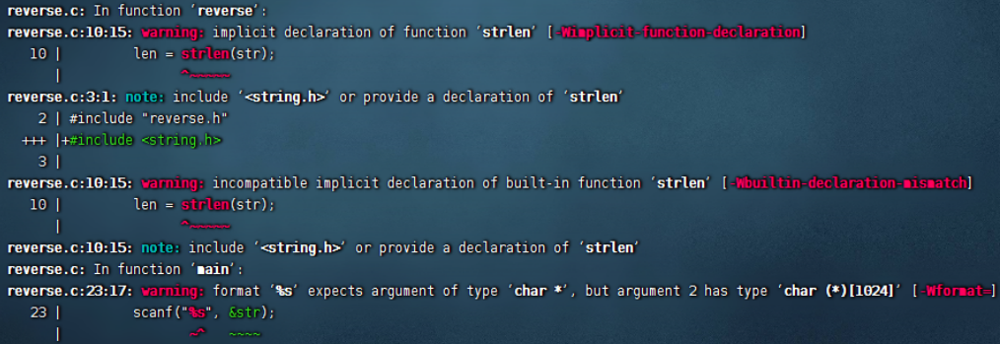 reverse.c: In function ‘reverse’:
reverse.c:10:15: warning: implicit declaration of function ‘strlen’ [-Wimplicit-function-declaration]
   10 |         len = strlen(str);
      |               ^~~~~~
reverse.c:3:1: note: include ‘<string.h>’ or provide a declaration of ‘strlen’
    2 | #include "reverse.h"
  +++ |+#include <string.h>
    3 |
reverse.c:10:15: warning: incompatible implicit declaration of built-in function ‘strlen’ [-Wbuiltin-declaration-mismatch]
   10 |         len = strlen(str);
      |               ^~~~~~
reverse.c:10:15: note: include ‘<string.h>’ or provide a declaration of ‘strlen’
reverse.c: In function ‘main’:
reverse.c:23:17: warning: format ‘%s’ expects argument of type ‘char *’, but argument 2 has type ‘char (*)[1024]’ [-Wformat=]
   23 |         scanf("%s", &str);
      |                ~^   ~~~~